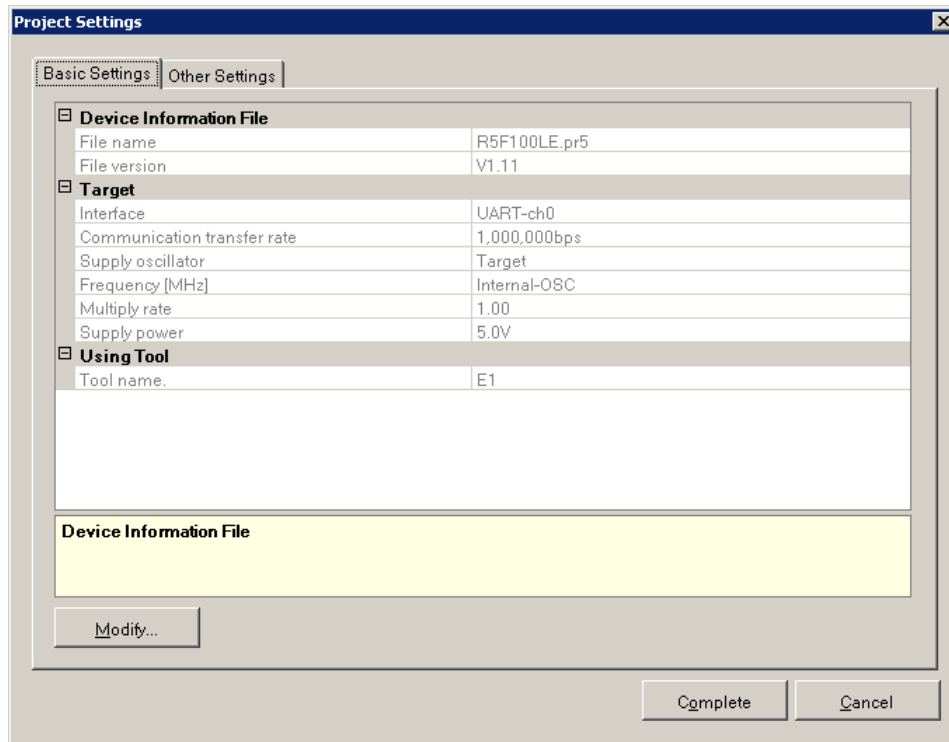 Project Settings
Basic Settings Other Settings
Device Information File
File name R5F100LE.pr5
File version V1.11
Target
Interface UART-ch0
Communication transfer rate 1,000,000bps
Supply oscillator Target
Frequency [MHz] Internal-OSC
Multiply rate 1.00
Supply power 5.0V
Using Tool
Tool name. E1
Device Information File
Modify...
Complete Cancel